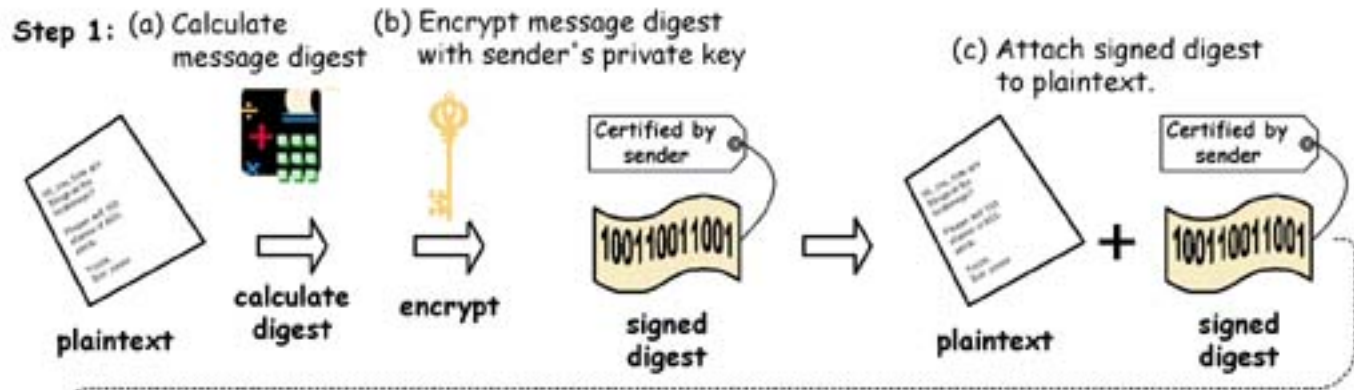 Step 1: (a) Calculate
message digest
(b) Encrypt message digest
with sender's private key
(c) Attach signed digest
to plaintext.
Certified by
sender
Certified by
sender
100110011001
100110011001
plaintext
calculate
digest
encrypt
signed
digest
plaintext
+
signed
digest